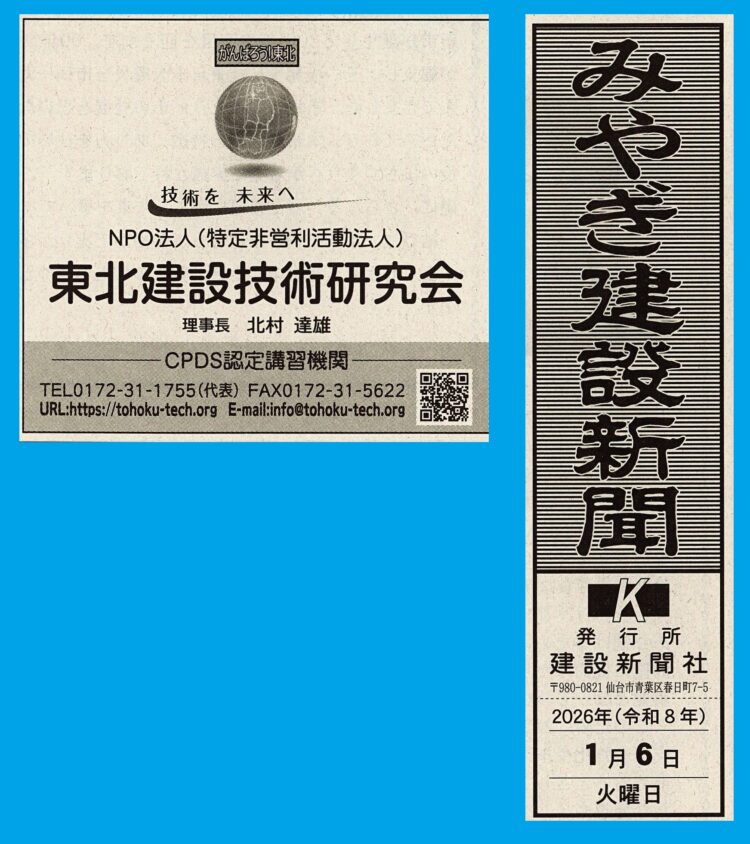 がんばろう!東北
技術を 未来へ
NPO法人(特定非営利活動法人)
東北建設技術研究会
理事長 北村 達雄
CPDS認定講習機関
TEL0172-31-1755(代表) FAX0172-31-5622
URL:https://tohoku-tech.org E-mail:info@tohoku-tech.org
みやぎ建設新聞
K
発行所
建設新聞社
〒980-0821 仙台市青葉区春日町7-5
2026年(令和8年)
1月6日
火曜日